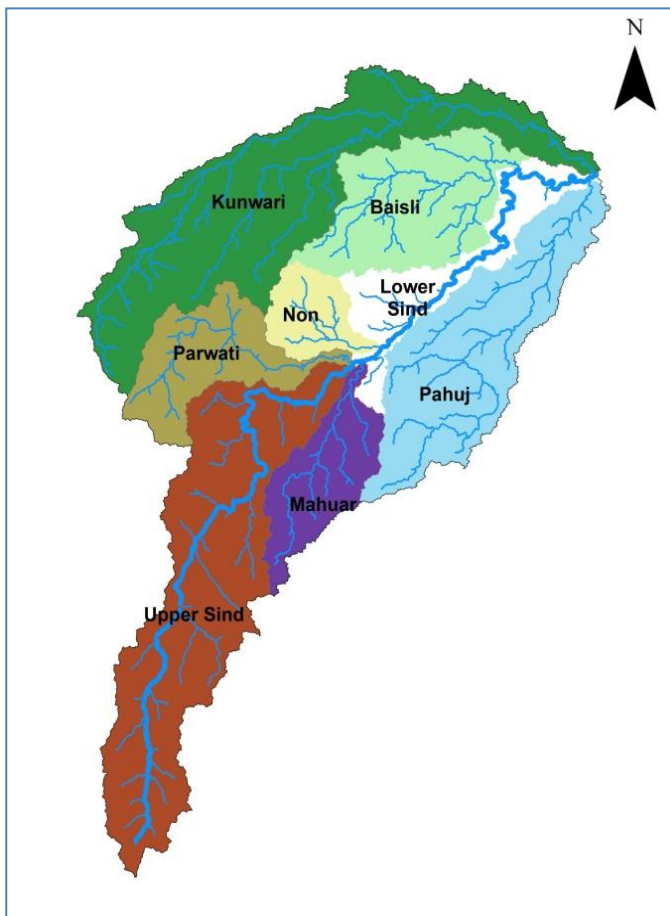 N
Kunwari
Baisli
Lower
Sind
Non
Parwati
Pahuj
Mahuar
Upper Sind